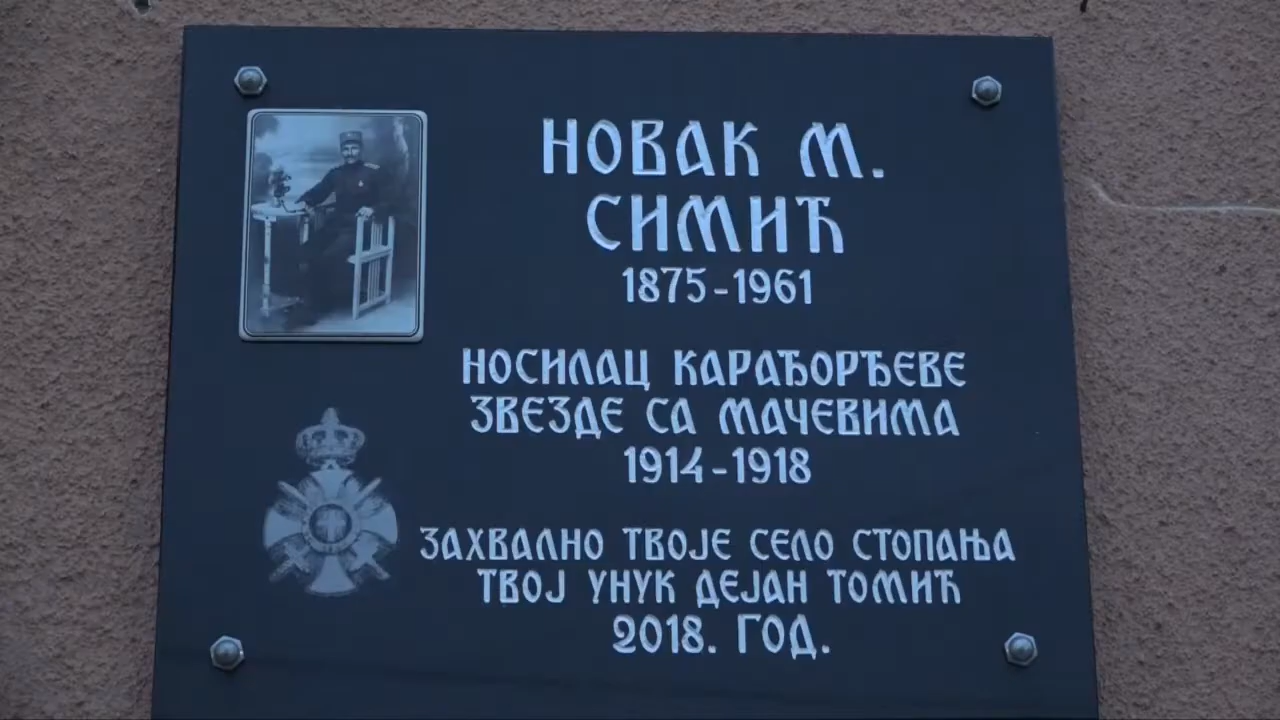 НОВАК М.
СИМИЋ
1875-1961
НОСИЛАЦ КАРАЂОРЂЕВЕ
ЗВЕЗДЕ СА МАЧЕВИМА
1914-1918
ЗАХВАЛНО ТВОЈЕ СЕЛО СТОПАЊА
ТВОЈ УНУК ДЕЈАН ТОМИЋ
2018. ГОД.